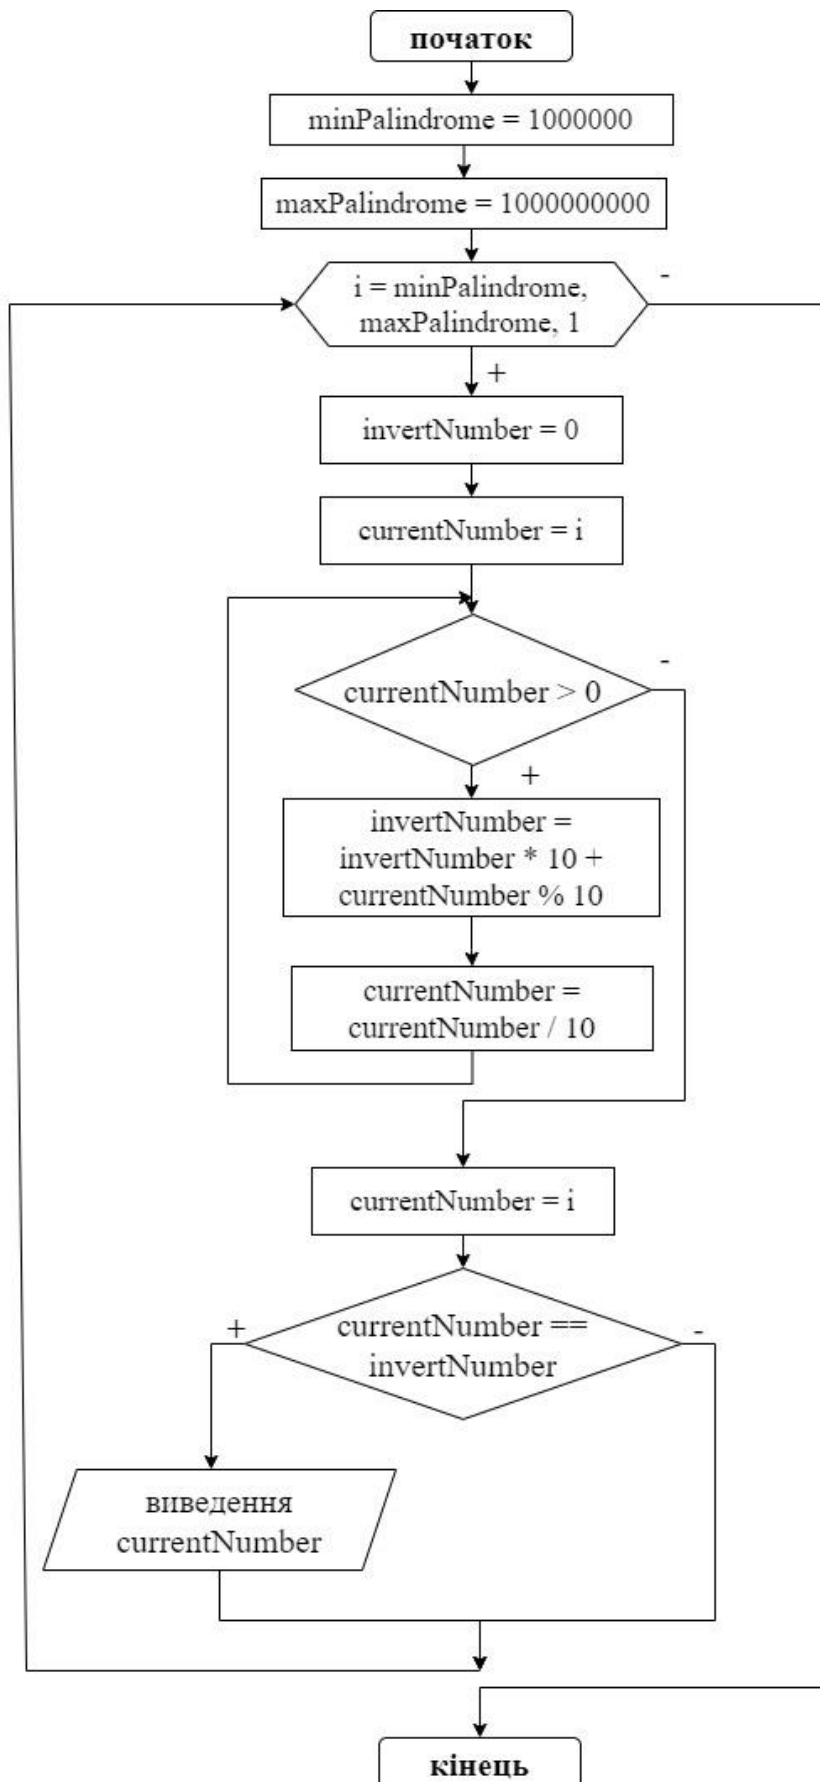 початок
minPalindrome = 1000000
maxPalindrome = 1000000000
-
i = minPalindrome,
maxPalindrome, 1
+
invertNumber = 0
currentNumber = i
-
currentNumber > 0
+
invertNumber =
invertNumber * 10 +
currentNumber % 10
currentNumber =
currentNumber / 10
currentNumber = i
+
currentNumber ==
invertNumber
-
виведення
currentNumber
кінець